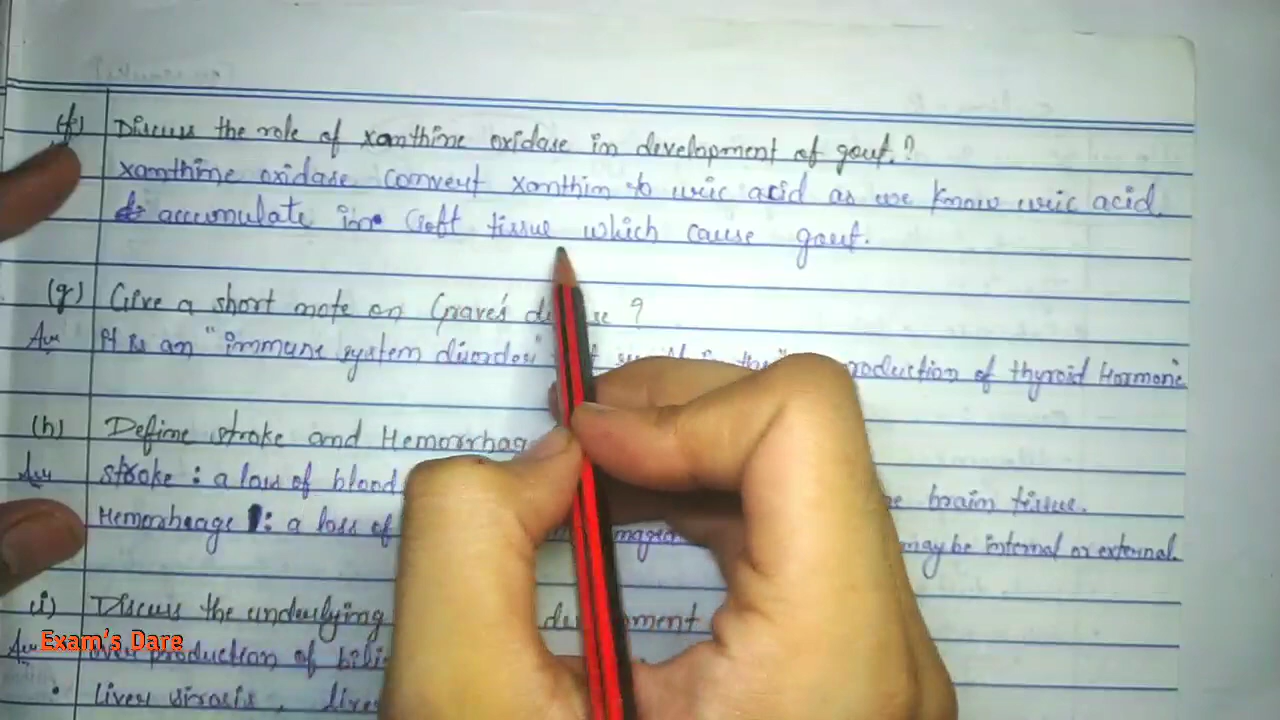 (f) Discuss the role of xanthine oxidase in development of gout.?
xanthine oxidase convert xanthin to uric acid as we know uric acid
accumulate in soft tissue which cause gout.
(g) Give a short note on Grave's disease ?
Ans It is an "immune system disorder" production of thyroid Hormone
(h) Define stroke and Hemorrhag
Ans stroke : a loss of blood brain tissue.
Hemorrhage : a loss of may be internal or external.
(i) Discuss the underlying
Ans over production of bili
Exam's Dare
• liver sirosis,